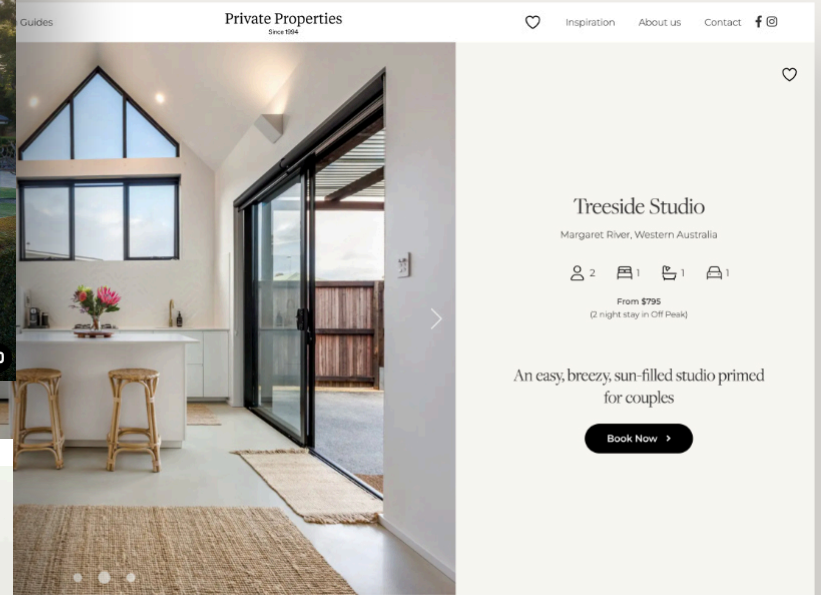 Guides
Private Properties
Since 1994
Inspiration
About us
Contact
Treeside Studio
Margaret River, Western Australia
2 1 1 1
From $795
(2 night stay in Off Peak)
An easy, breezy, sun-filled studio primed
for couples
Book Now